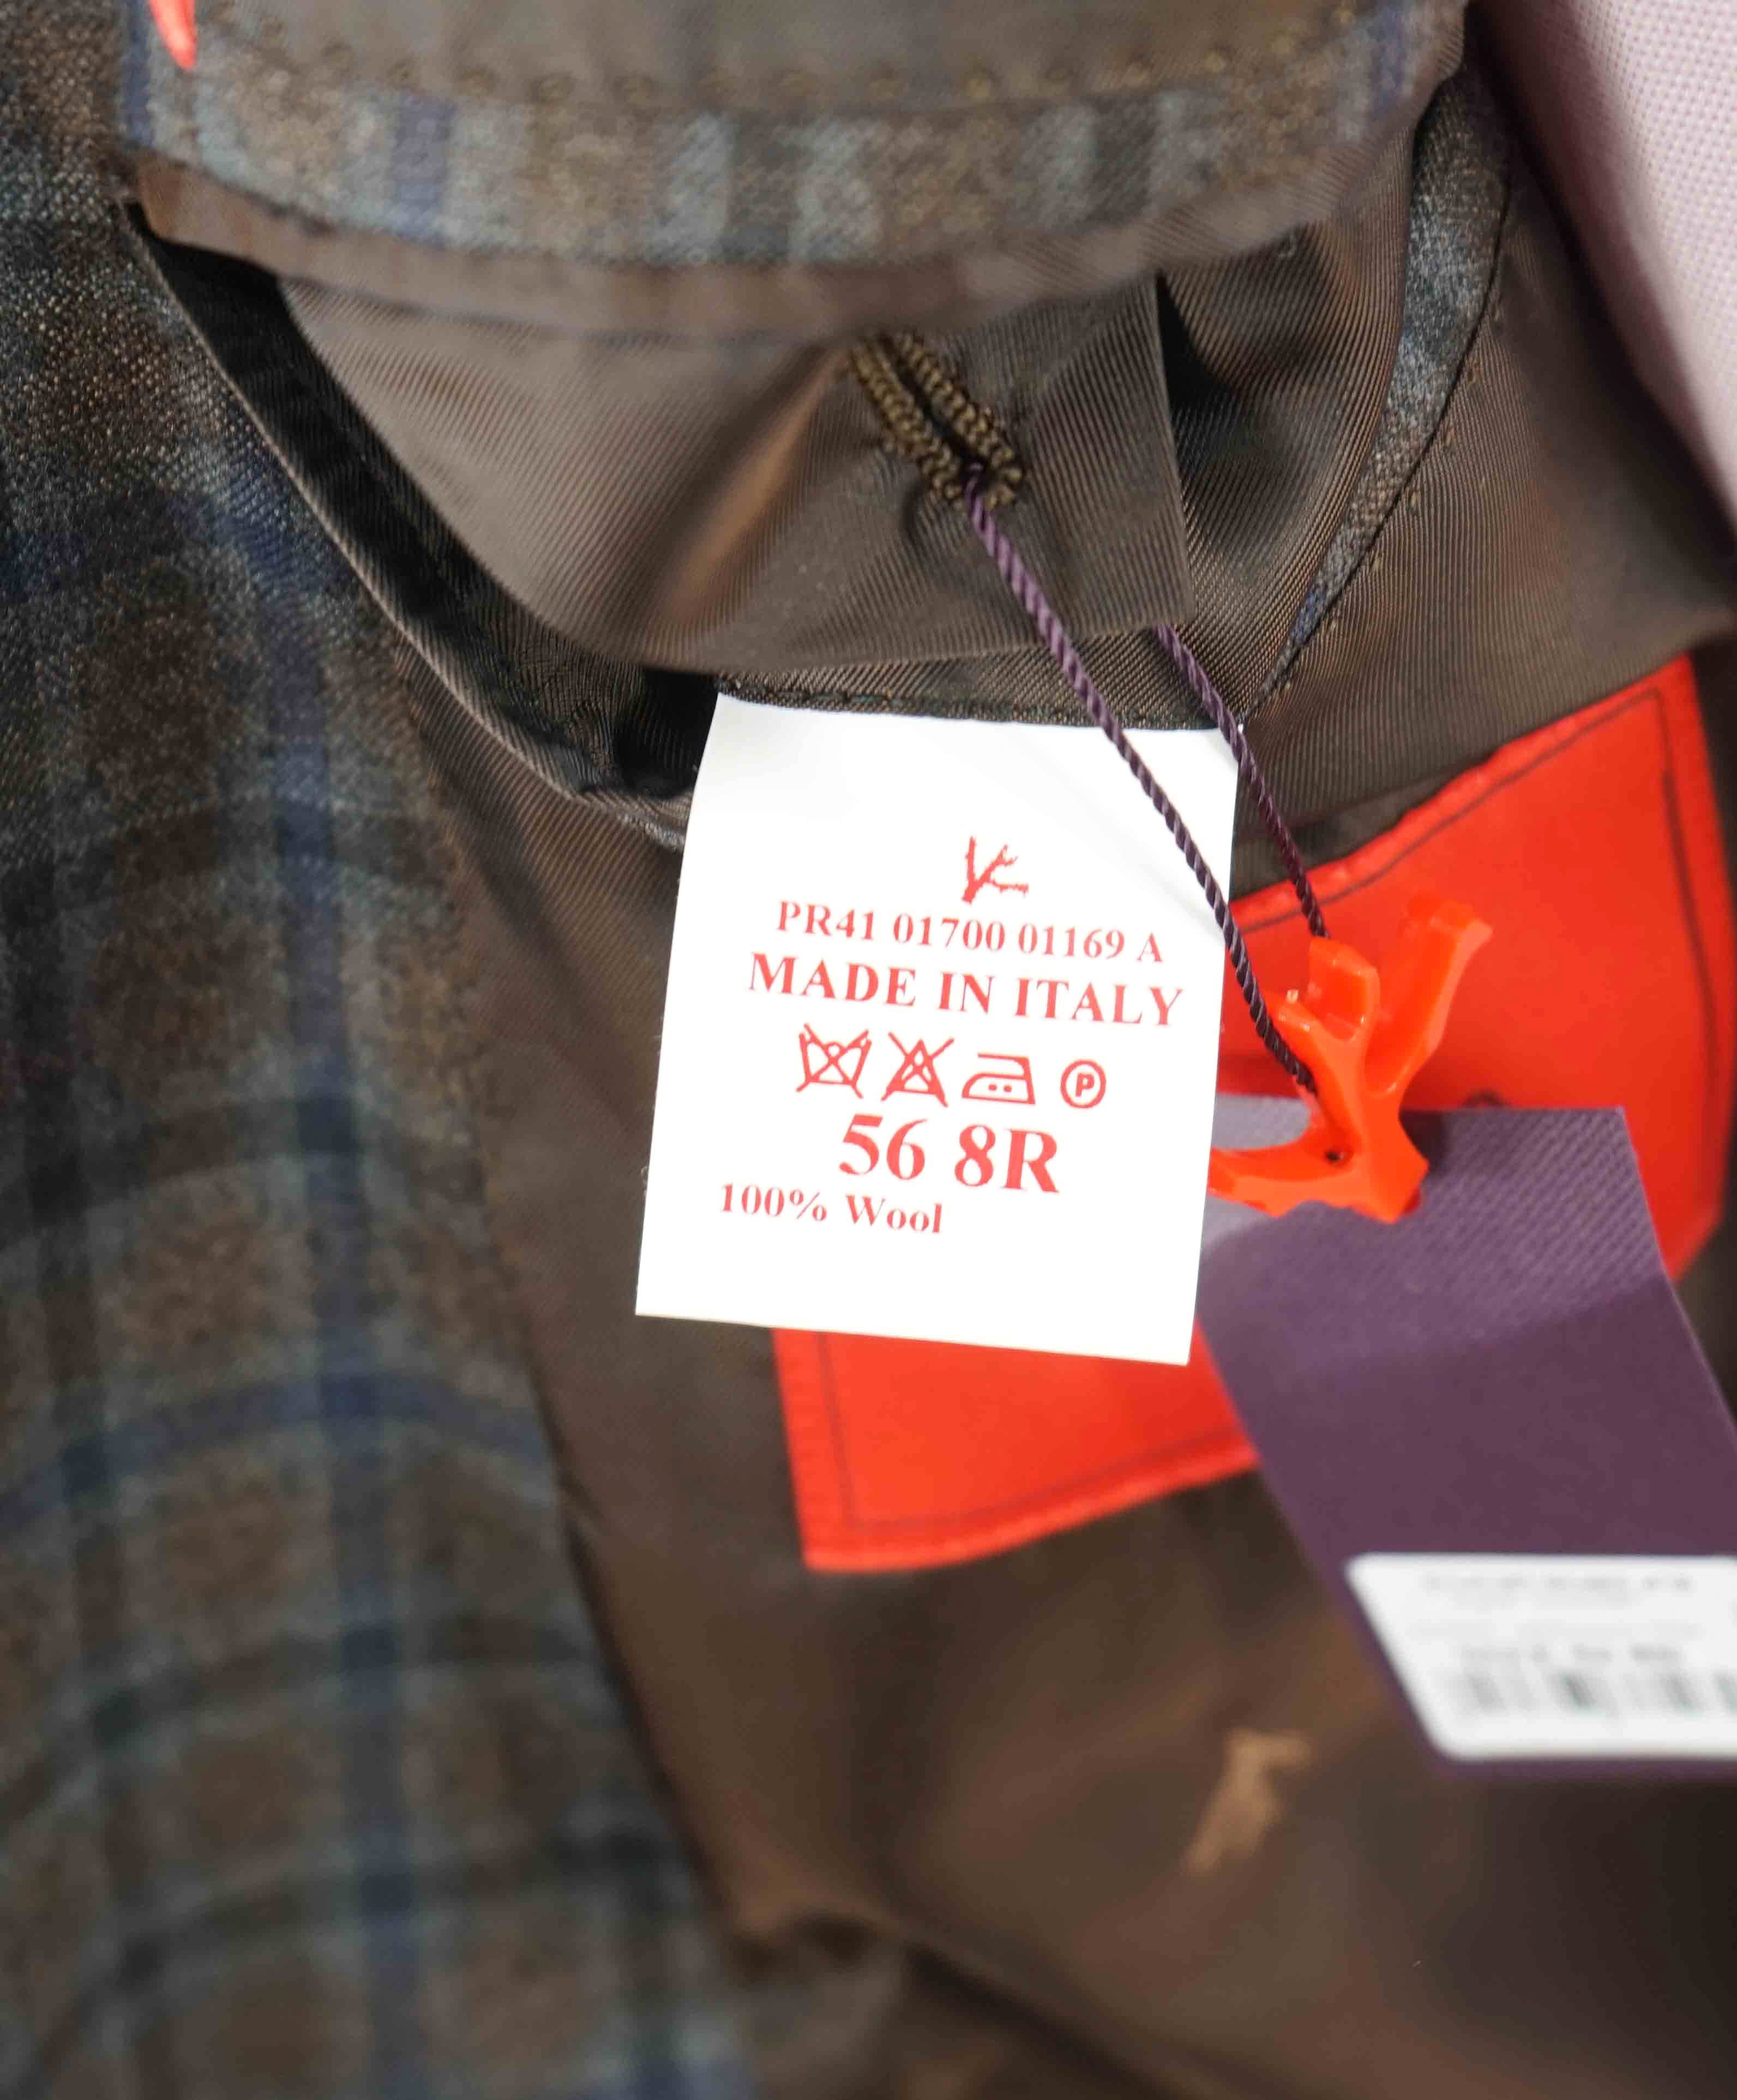 PR41 01700 01169 A
MADE IN ITALY
P
56 8R
100% Wool